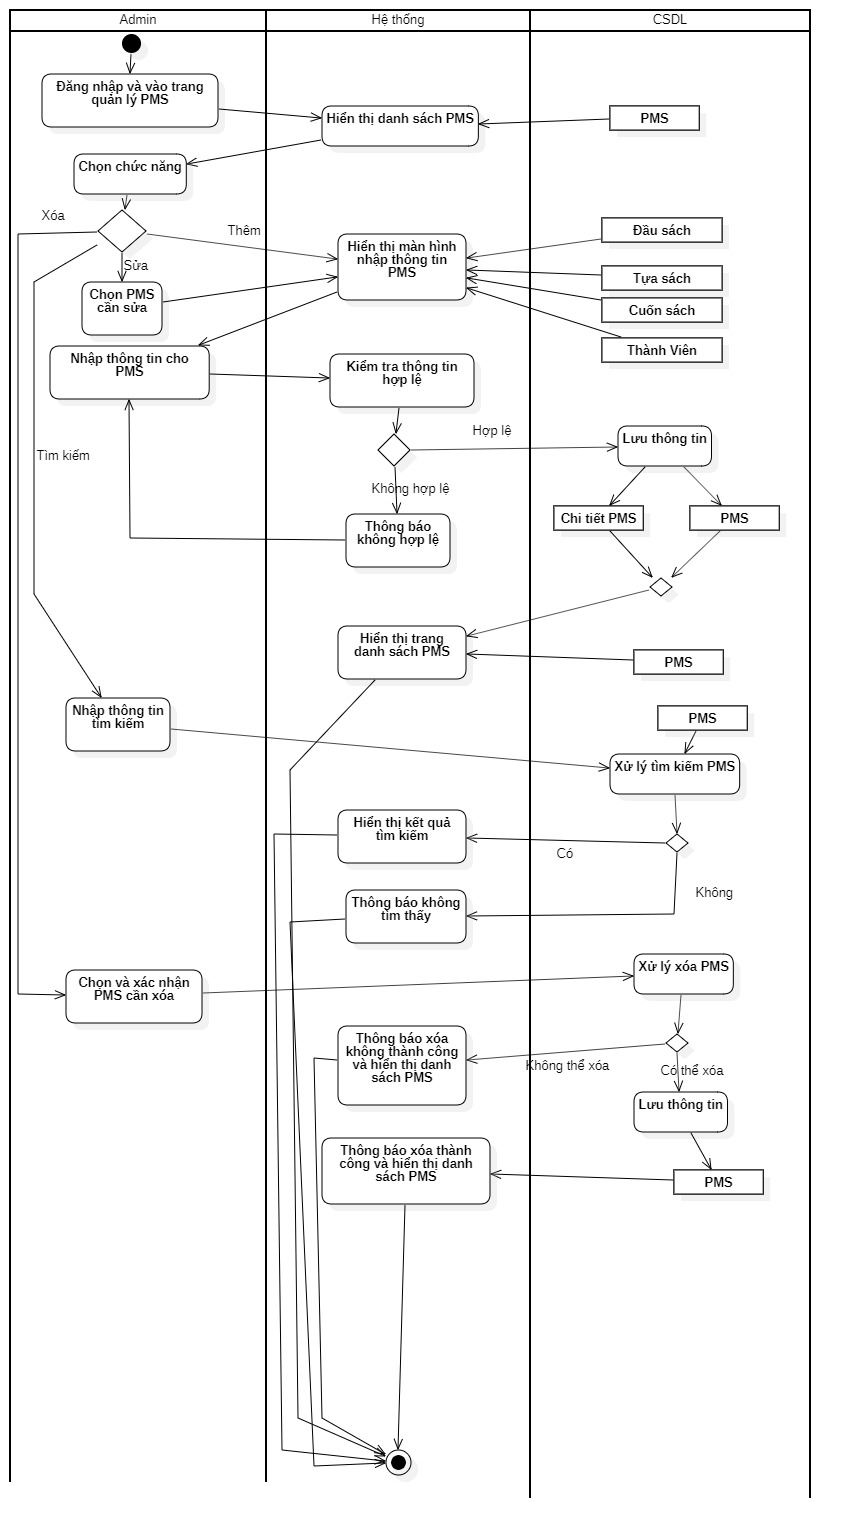 Admin
Hệ thống
CSDL
Đăng nhập và vào trang
quản lý PMS
Hiển thị danh sách PMS
PMS
Chọn chức năng
Xóa
Thêm
Sửa
Hiển thị màn hình
nhập thông tin
PMS
Đầu sách
Tựa sách
Cuốn sách
Thành Viên
Chọn PMS
cần sửa
Nhập thông tin cho
PMS
Kiểm tra thông tin
hợp lệ
Hợp lệ
Lưu thông tin
Tìm kiếm
Không hợp lệ
Thông báo
không hợp lệ
Chi tiết PMS
PMS
Hiển thị trang
danh sách PMS
PMS
Nhập thông tin
tìm kiếm
PMS
Xử lý tìm kiếm PMS
Hiển thị kết quả
tìm kiếm
Có
Không
Thông báo không
tìm thấy
Chọn và xác nhận
PMS cần xóa
Xử lý xóa PMS
Thông báo xóa
không thành công
và hiển thị danh
sách PMS
Không thể xóa
Có thể xóa
Lưu thông tin
Thông báo xóa thành
công và hiển thị danh
sách PMS
PMS